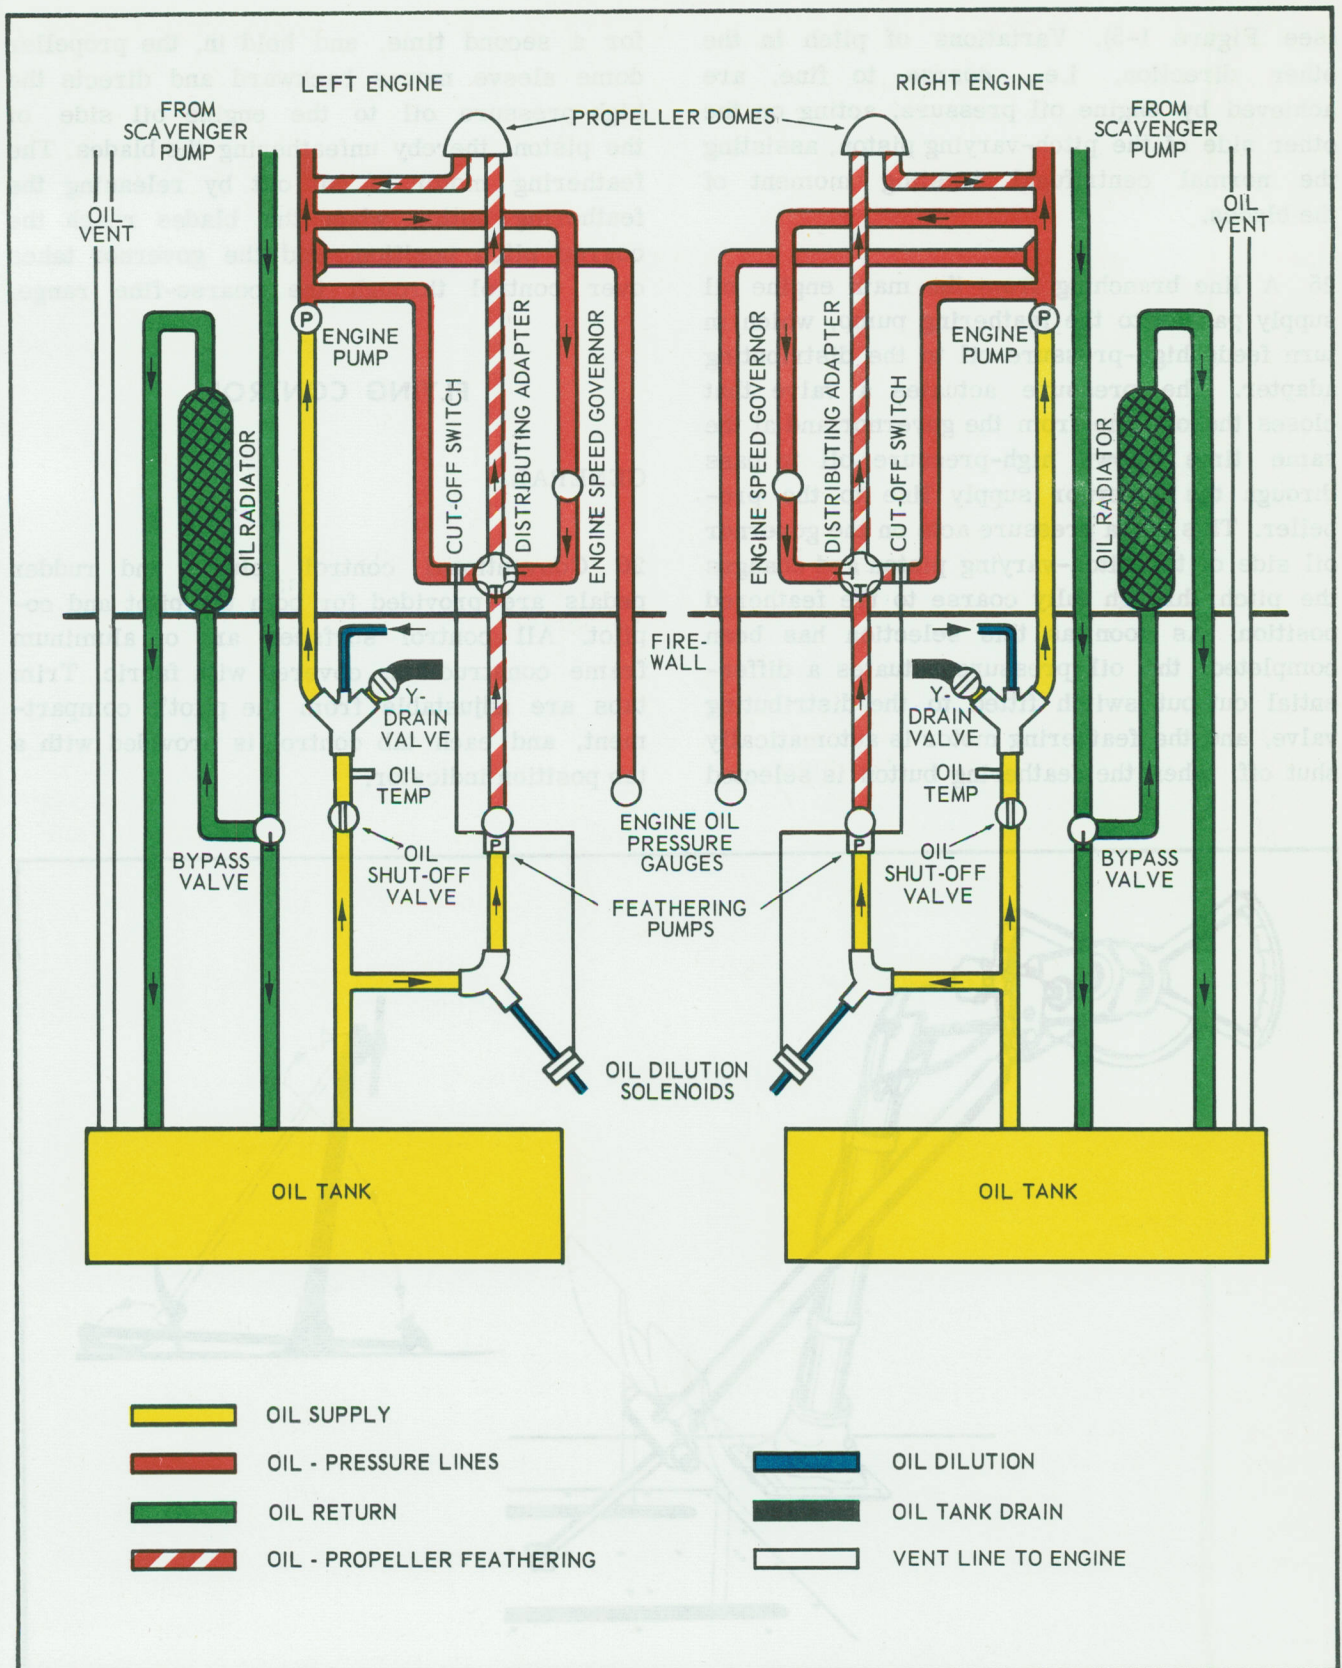 LEFT ENGINE
RIGHT ENGINE
FROM
SCAVENGER
PUMP
PROPELLER DOMES
FROM
SCAVENGER
PUMP
OIL
VENT
OIL
VENT
P
ENGINE
PUMP
P
ENGINE
PUMP
OIL RADIATOR
CUT-OFF SWITCH
DISTRIBUTING ADAPTER
ENGINE SPEED GOVERNOR
ENGINE SPEED GOVERNOR
DISTRIBUTING ADAPTER
CUT-OFF SWITCH
OIL RADIATOR
FIRE-
WALL
Y-
DRAIN
VALVE
Y-
DRAIN
VALVE
OIL
TEMP
OIL
TEMP
BYPASS
VALVE
OIL
SHUT-OFF
VALVE
P
ENGINE OIL
PRESSURE
GAUGES
P
OIL
SHUT-OFF
VALVE
BYPASS
VALVE
FEATHERING
PUMPS
OIL DILUTION
SOLENOIDS
OIL TANK
OIL TANK
OIL SUPPLY
OIL - PRESSURE LINES
OIL RETURN
OIL - PROPELLER FEATHERING
OIL DILUTION
OIL TANK DRAIN
VENT LINE TO ENGINE